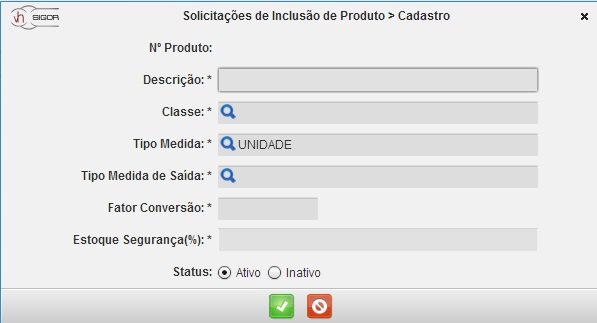 vh SIGOR
Solicitações de Inclusão de Produto > Cadastro
N° Produto:
Descrição: *
Classe: *
Tipo Medida: * UNIDADE
Tipo Medida de Saída: *
Fator Conversão: *
Estoque Segurança(%): *
Status: Ativo Inativo